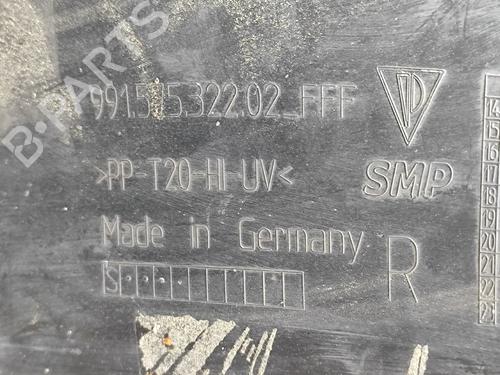 B-PARTS
991.505.322.02_FFF
>PP-T20-HI-UV<
SMP
Made in Germany
R
S
14
15
16
17
18
19
20
21
22
23